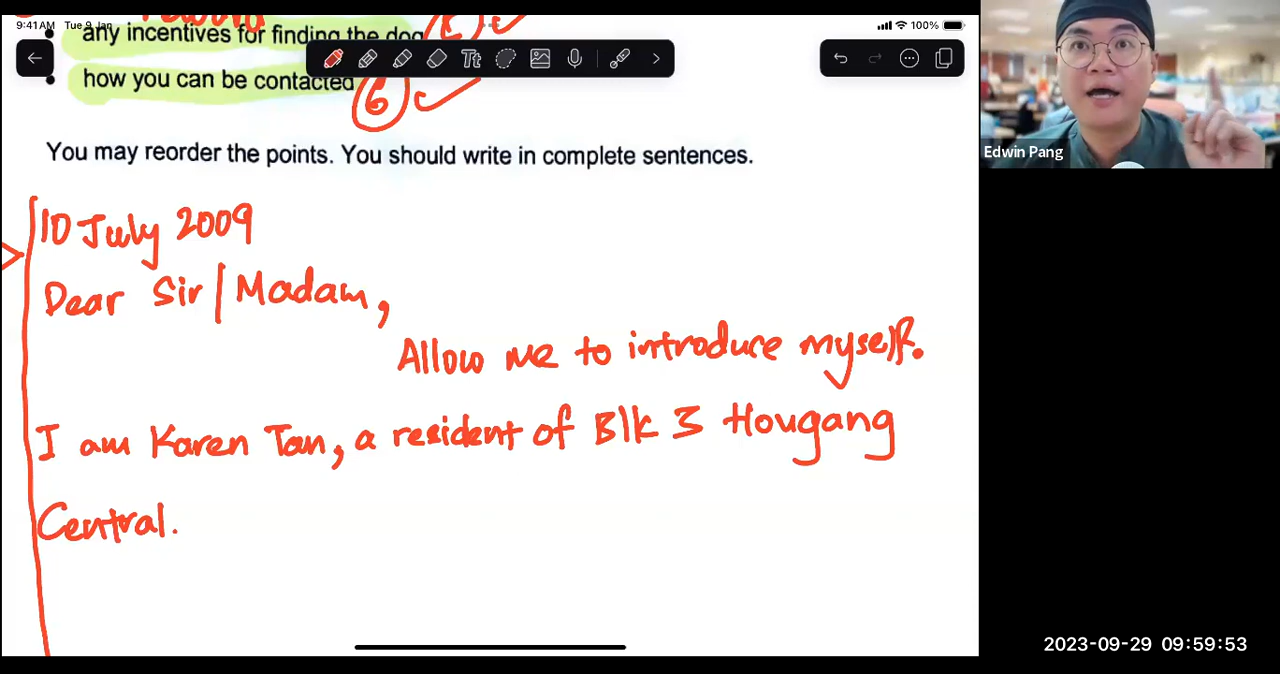 9:41 AM Tue 9 Jan
100%
reward
any incentives for finding the dog (5)
how you can be contacted
6
Tt
You may reorder the points. You should write in complete sentences.
10 July 2009
Dear Sir/Madam,
Allow me to introduce myself.
I am Karen Tan, a resident of Blk 3 Hougang
Central.
Edwin Pang
2023-09-29 09:59:53